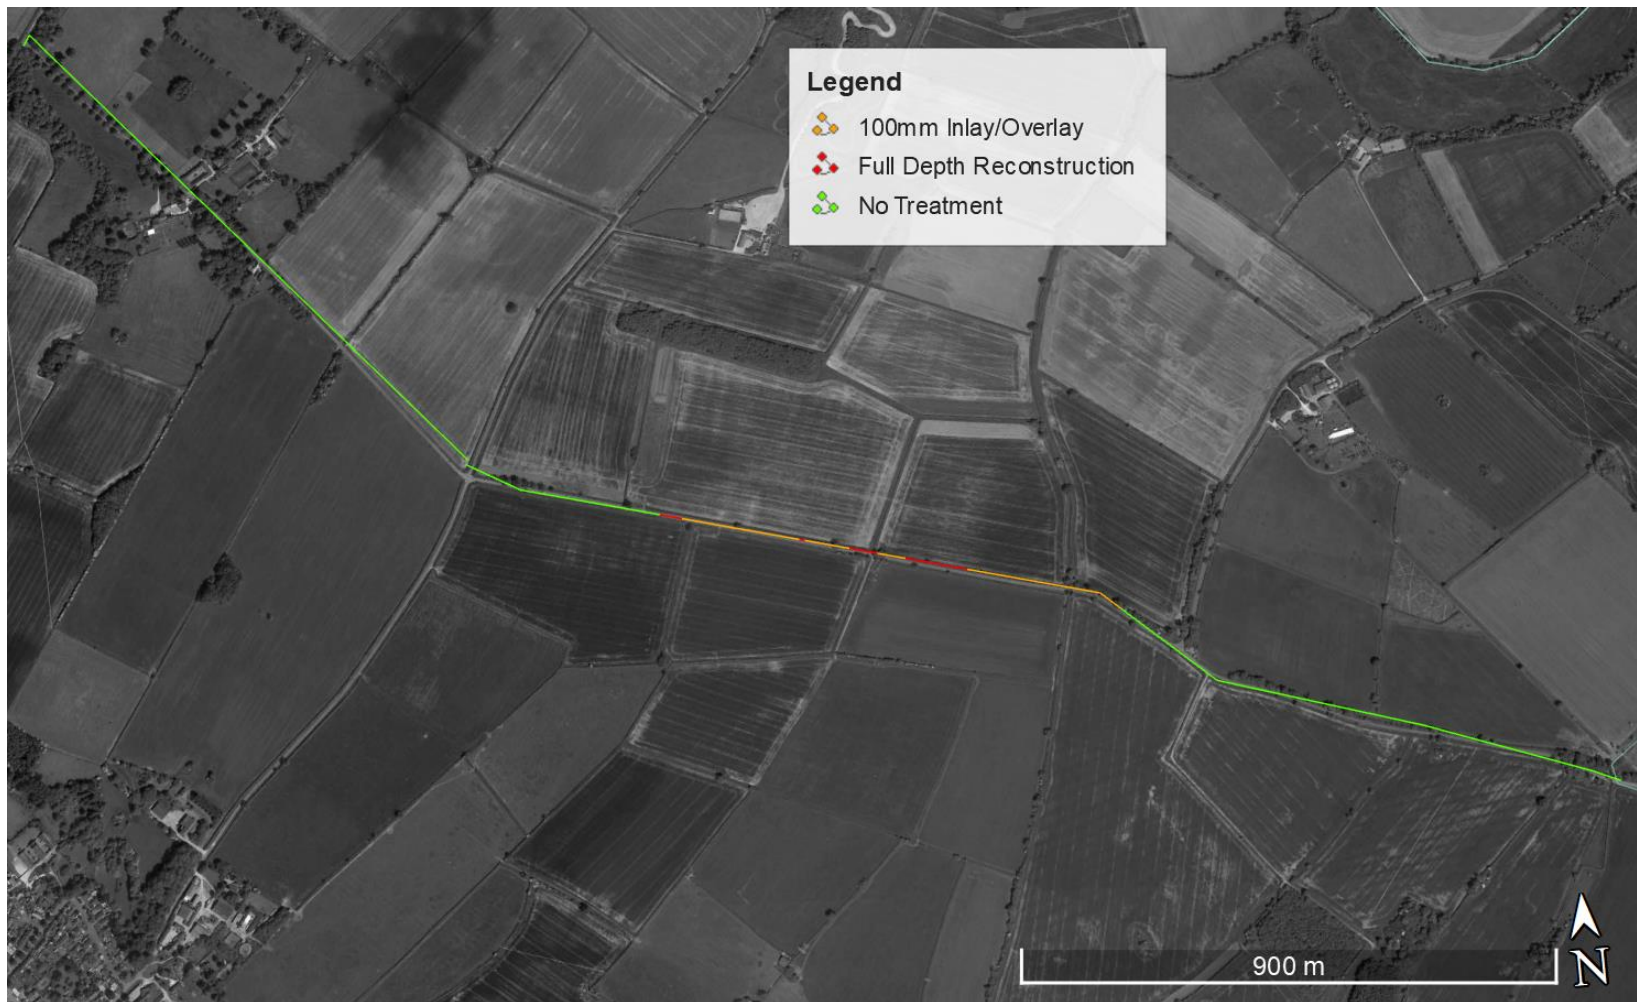 Legend
100mm Inlay/Overlay
Full Depth Reconstruction
No Treatment
900 m
N